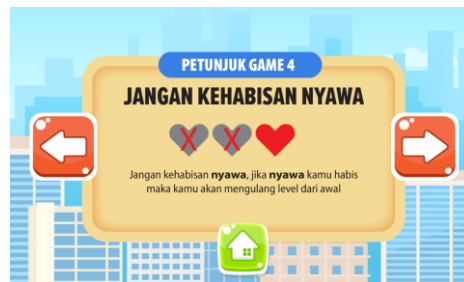 PETUNJUK GAME 4
JANGAN KEHABISAN NYAWA
Jangan kehabisan nyawa, jika nyawa kamu habis
maka kamu akan mengulang level dari awal